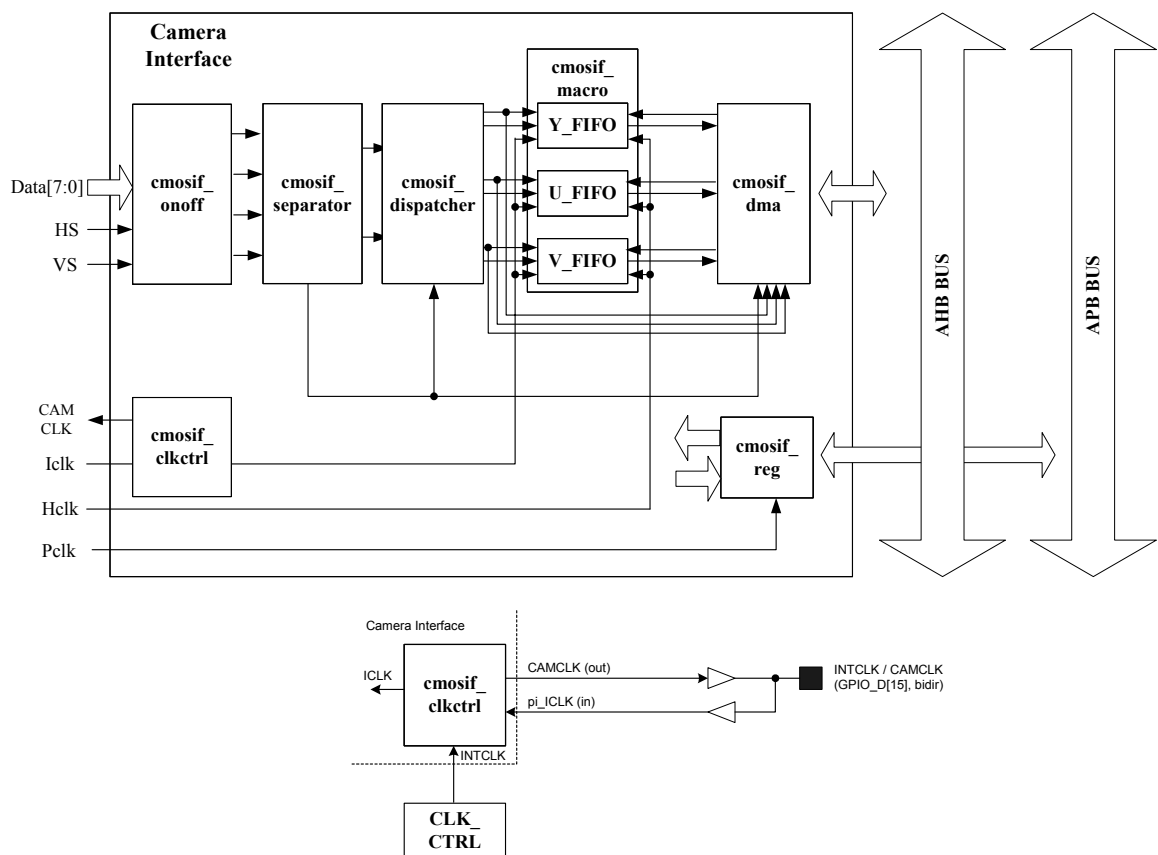 Camera
Interface
cmosif_
macro
Y_FIFO
U_FIFO
V_FIFO
cmosif_
onoff
cmosif_
separator
cmosif_
dispatcher
cmosif_
dma
Data[7:0]
HS
VS
CAM
CLK
Iclk
Hclk
Pclk
cmosif_
clkctrl
cmosif_
reg
AHB BUS
APB BUS
Camera Interface
ICLK
cmosif_
clkctrl
CAMCLK (out)
pi_ICLK (in)
INTCLK / CAMCLK
(GPIO_D[15], bidir)
INTCLK
CLK_
CTRL